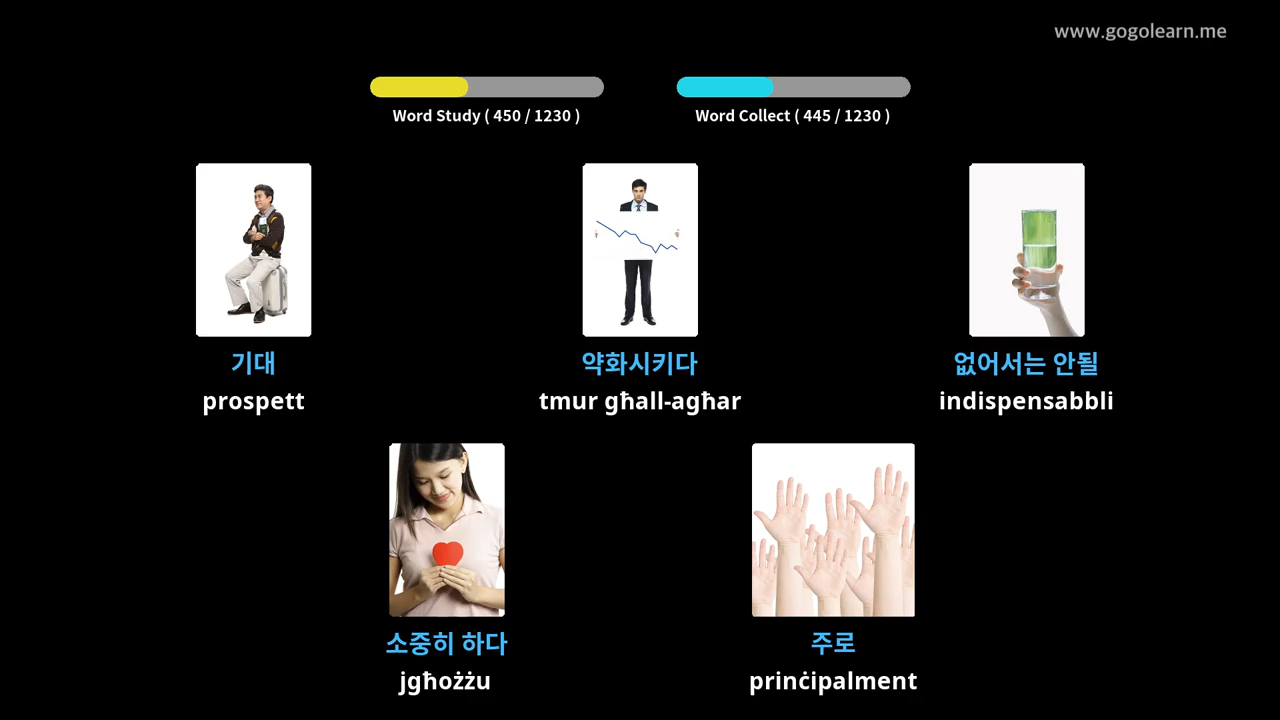 www.gogolearn.me
Word Study ( 450 / 1230 )
Word Collect ( 445 / 1230 )
기대
prospett
약화시키다
tmur għall-agħar
없어서는 안될
indispensabbli
소중히 하다
jgħożżu
주로
prinċipalment